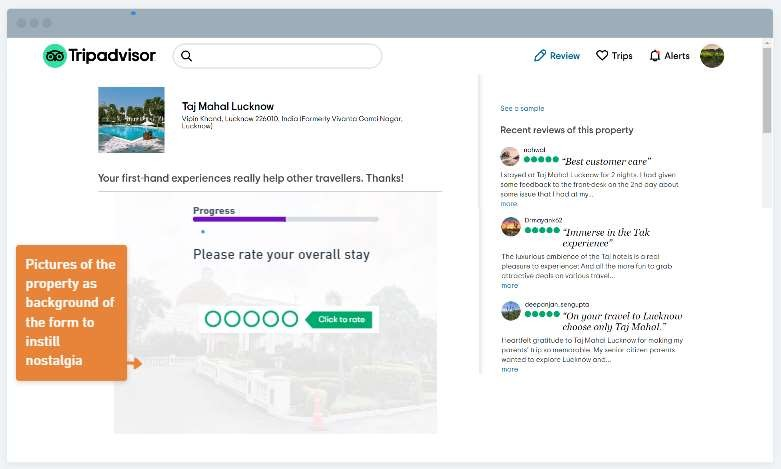 Tripadvisor
Review
Trips
Alerts
Taj Mahal Lucknow
Vipin Khand, Lucknow 226010, India (Formerly Vivanta Gomti Nagar,
Lucknow)
Your first-hand experiences really help other travellers. Thanks!
Progress
Please rate your overall stay
Click to rate
Pictures of the
property as
background of
the form to
instill
nostalgia
See a sample
Recent reviews of this property
nahwal
“Best customer care”
I stayed at Taj Mahal Lucknow for 2 nights. I had given
some feedback to the front-desk on the 2nd day about
some issue that I had at my...
more
Drmayank62
“Immerse in the Tak
experience”
The luxurious ambience of the Taj hotels is a real
pleasure to experience; And all the more fun to grab
attractive deals on various travel...
more
deepanjan_sengupta
“On your travel to Lucknow
choose only Taj Mahal.”
Heartfelt gratitude to Taj Mahal Lucknow for making my
parents' trip so memorable. My senior citizen parents
wanted to explore Lucknow and...
more